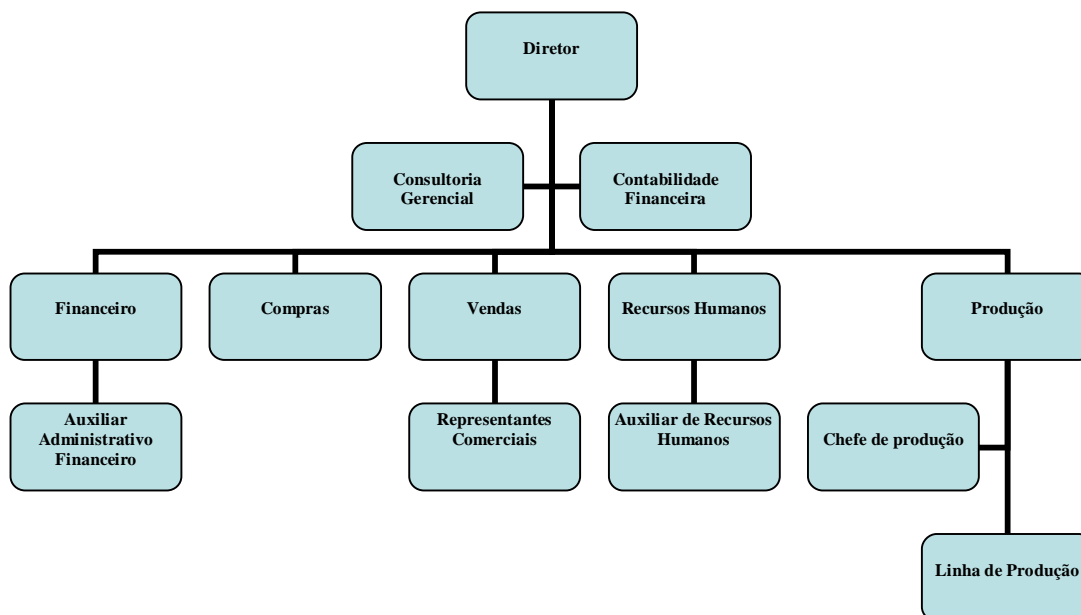 Diretor
Consultoria
Gerencial
Contabilidade
Financeira
Financeiro
Compras
Vendas
Recursos Humanos
Produção
Auxiliar
Administrativo
Financeiro
Representantes
Comerciais
Auxiliar de Recursos
Humanos
Chefe de produção
Linha de Produção